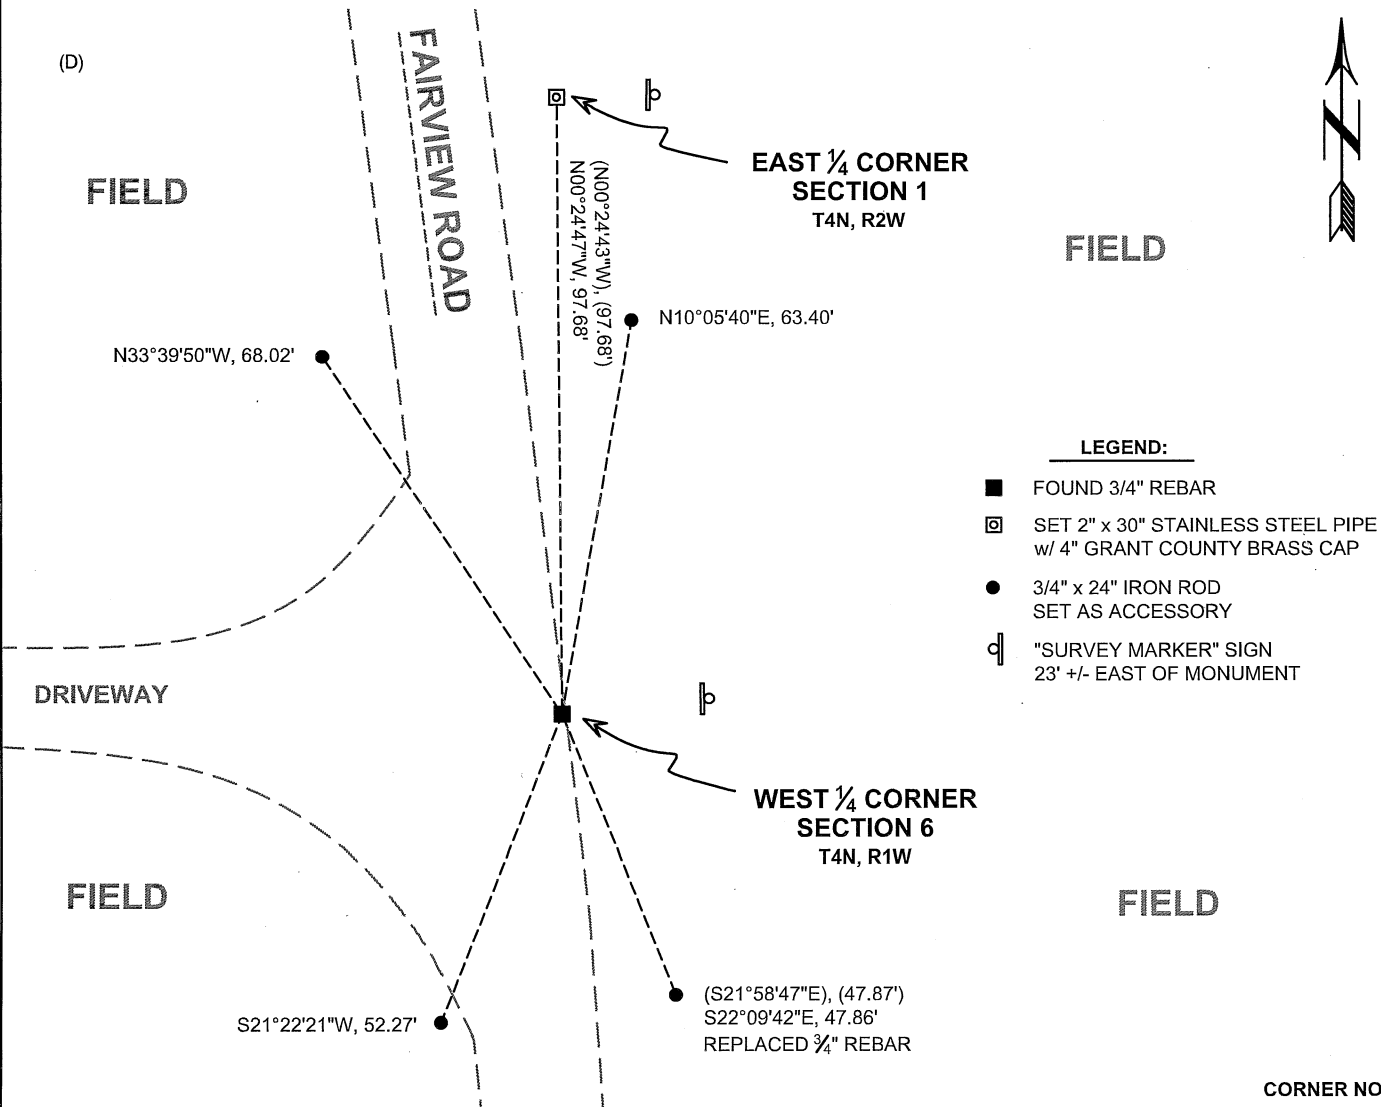 (D)
FAIRVIEW ROAD
FIELD
EAST 1/4 CORNER
SECTION 1
T4N, R2W
N
FIELD
(N00°24'43"W), (97.68')
N00°24'47"W, 97.68'
N10°05'40"E, 63.40'
N33°39'50"W, 68.02'
LEGEND:
FOUND 3/4" REBAR
SET 2" x 30" STAINLESS STEEL PIPE
w/ 4" GRANT COUNTY BRASS CAP
3/4" x 24" IRON ROD
SET AS ACCESSORY
"SURVEY MARKER" SIGN
23' +/- EAST OF MONUMENT
DRIVEWAY
WEST 1/4 CORNER
SECTION 6
T4N, R1W
FIELD
FIELD
(S21°58'47"E), (47.87')
S22°09'42"E, 47.86'
REPLACED 3/4" REBAR
S21°22'21"W, 52.27'
CORNER NO